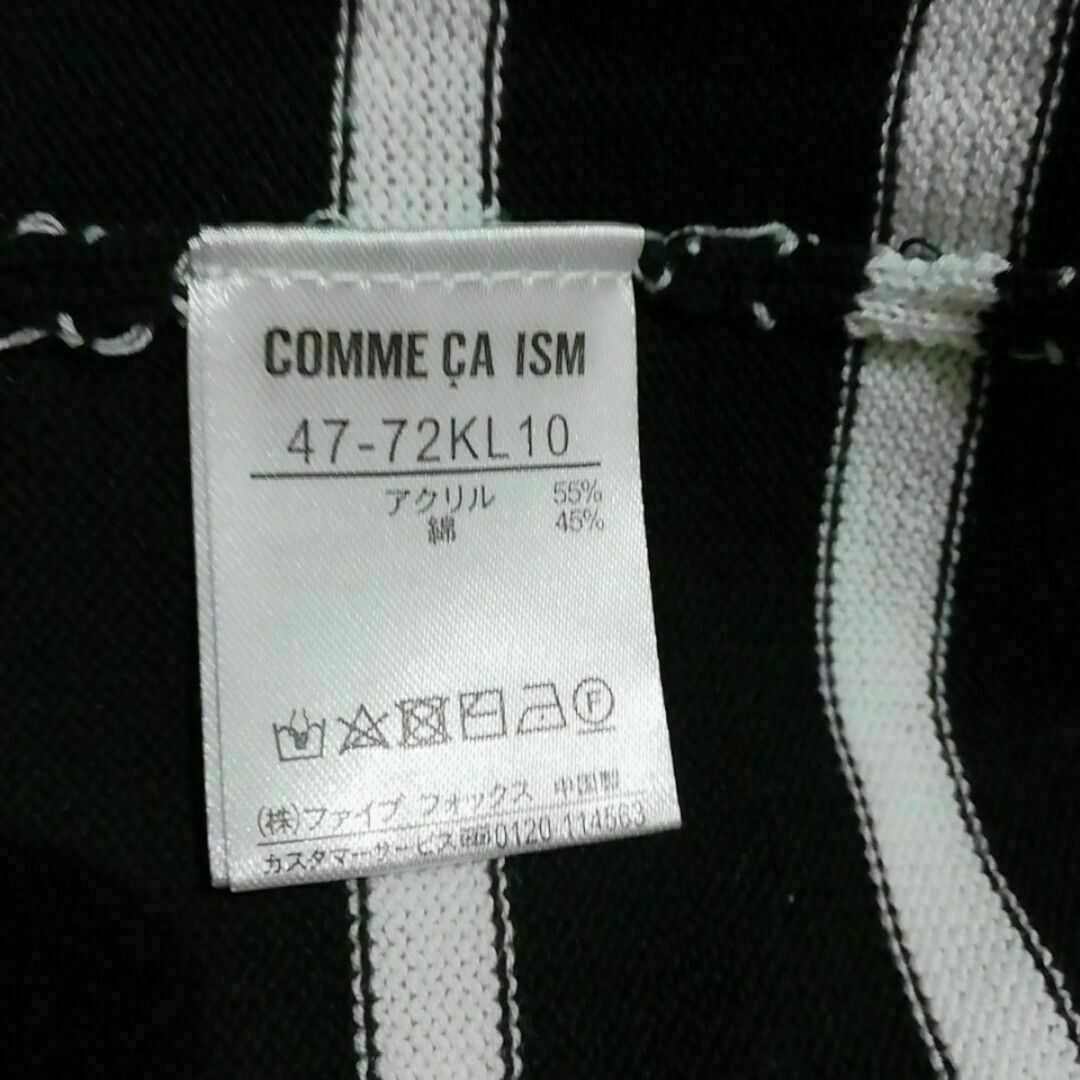 COMME ÇA ISM
47-72KL10
アクリル 55%
綿 45%
F
(株)ファイブ フォックス 中国製
カスタマーサービス 0120 114563